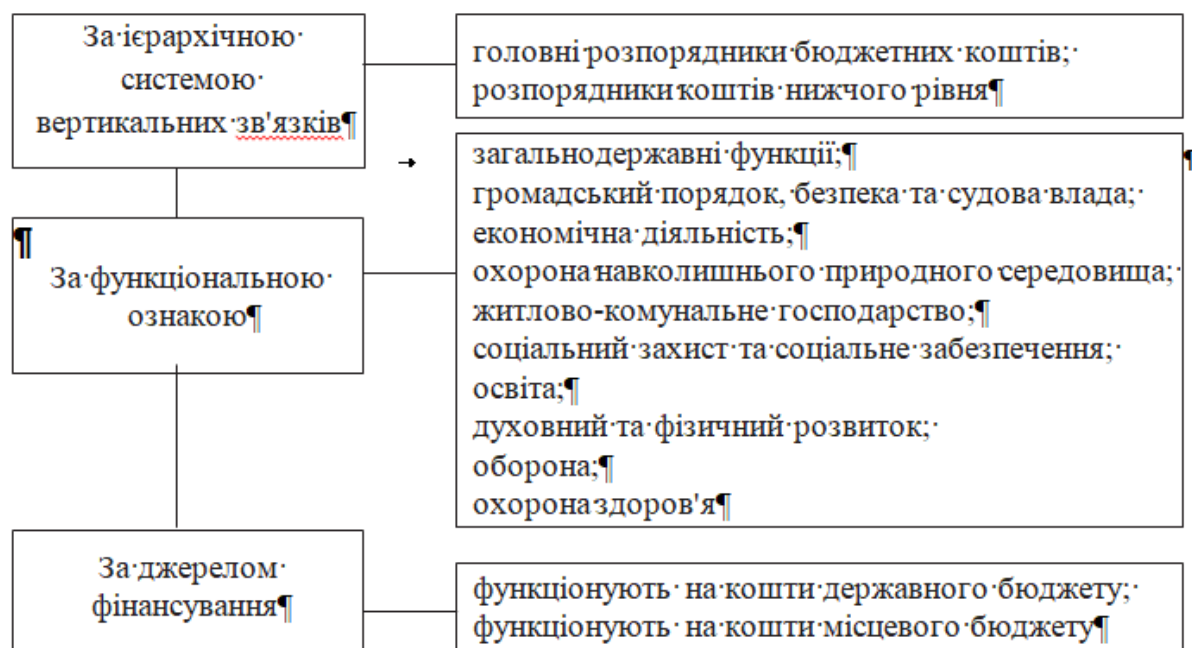 За ієрархічною
системою
вертикальних зв'язків¶
головні розпорядники бюджетних коштів;
розпорядники коштів нижчого рівня¶
¶
За функціональною
ознакою¶
загальнодержавні функції;¶
¶
громадський порядок, безпека та судова влада;
економічна діяльність;¶
охорона навколишнього природного середовища;
житлово-комунальне господарство;¶
соціальний захист та соціальне забезпечення;
освіта;¶
духовний та фізичний розвиток;
оборона;¶
охорона здоров'я¶
За джерелом
фінансування¶
функціонують на кошти державного бюджету;
функціонують на кошти місцевого бюджету¶